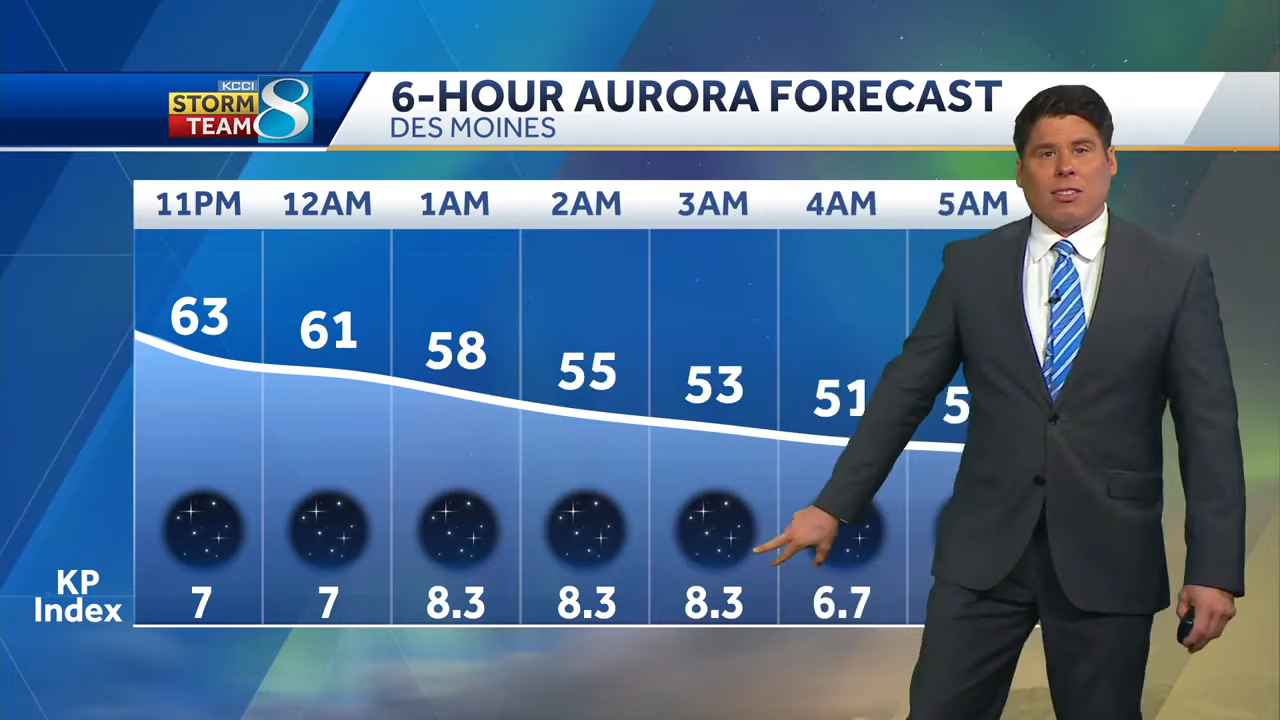 KCCI
STORM
TEAM 8
6-HOUR AURORA FORECAST
DES MOINES
11PM 12AM 1AM 2AM 3AM 4AM 5AM
63 61 58 55 53 51
KP
Index
7 7 8.3 8.3 8.3 6.7